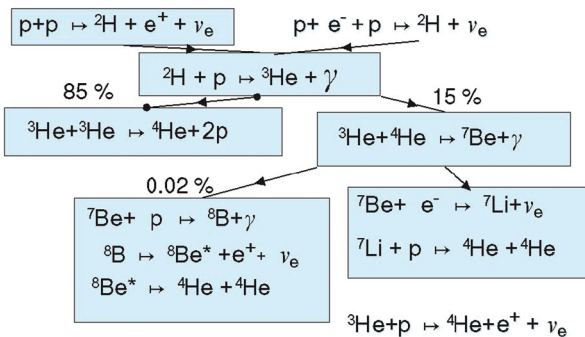 p+p ↦ ²H + e⁺ + νₑ
p+ e⁻+ p ↦ ²H + νₑ
²H + p ↦ ³He + γ
85 %
15 %
³He+³He ↦ ⁴He+2p
³He+⁴He ↦ ⁷Be+γ
0.02 %
⁷Be+ p ↦ ⁸B+γ
⁸B ↦ ⁸Be* +e⁺+ νₑ
⁸Be* ↦ ⁴He +⁴He
⁷Be+ e⁻ ↦ ⁷Li+νₑ
⁷Li + p ↦ ⁴He +⁴He
³He+p ↦ ⁴He+e⁺ + νₑ